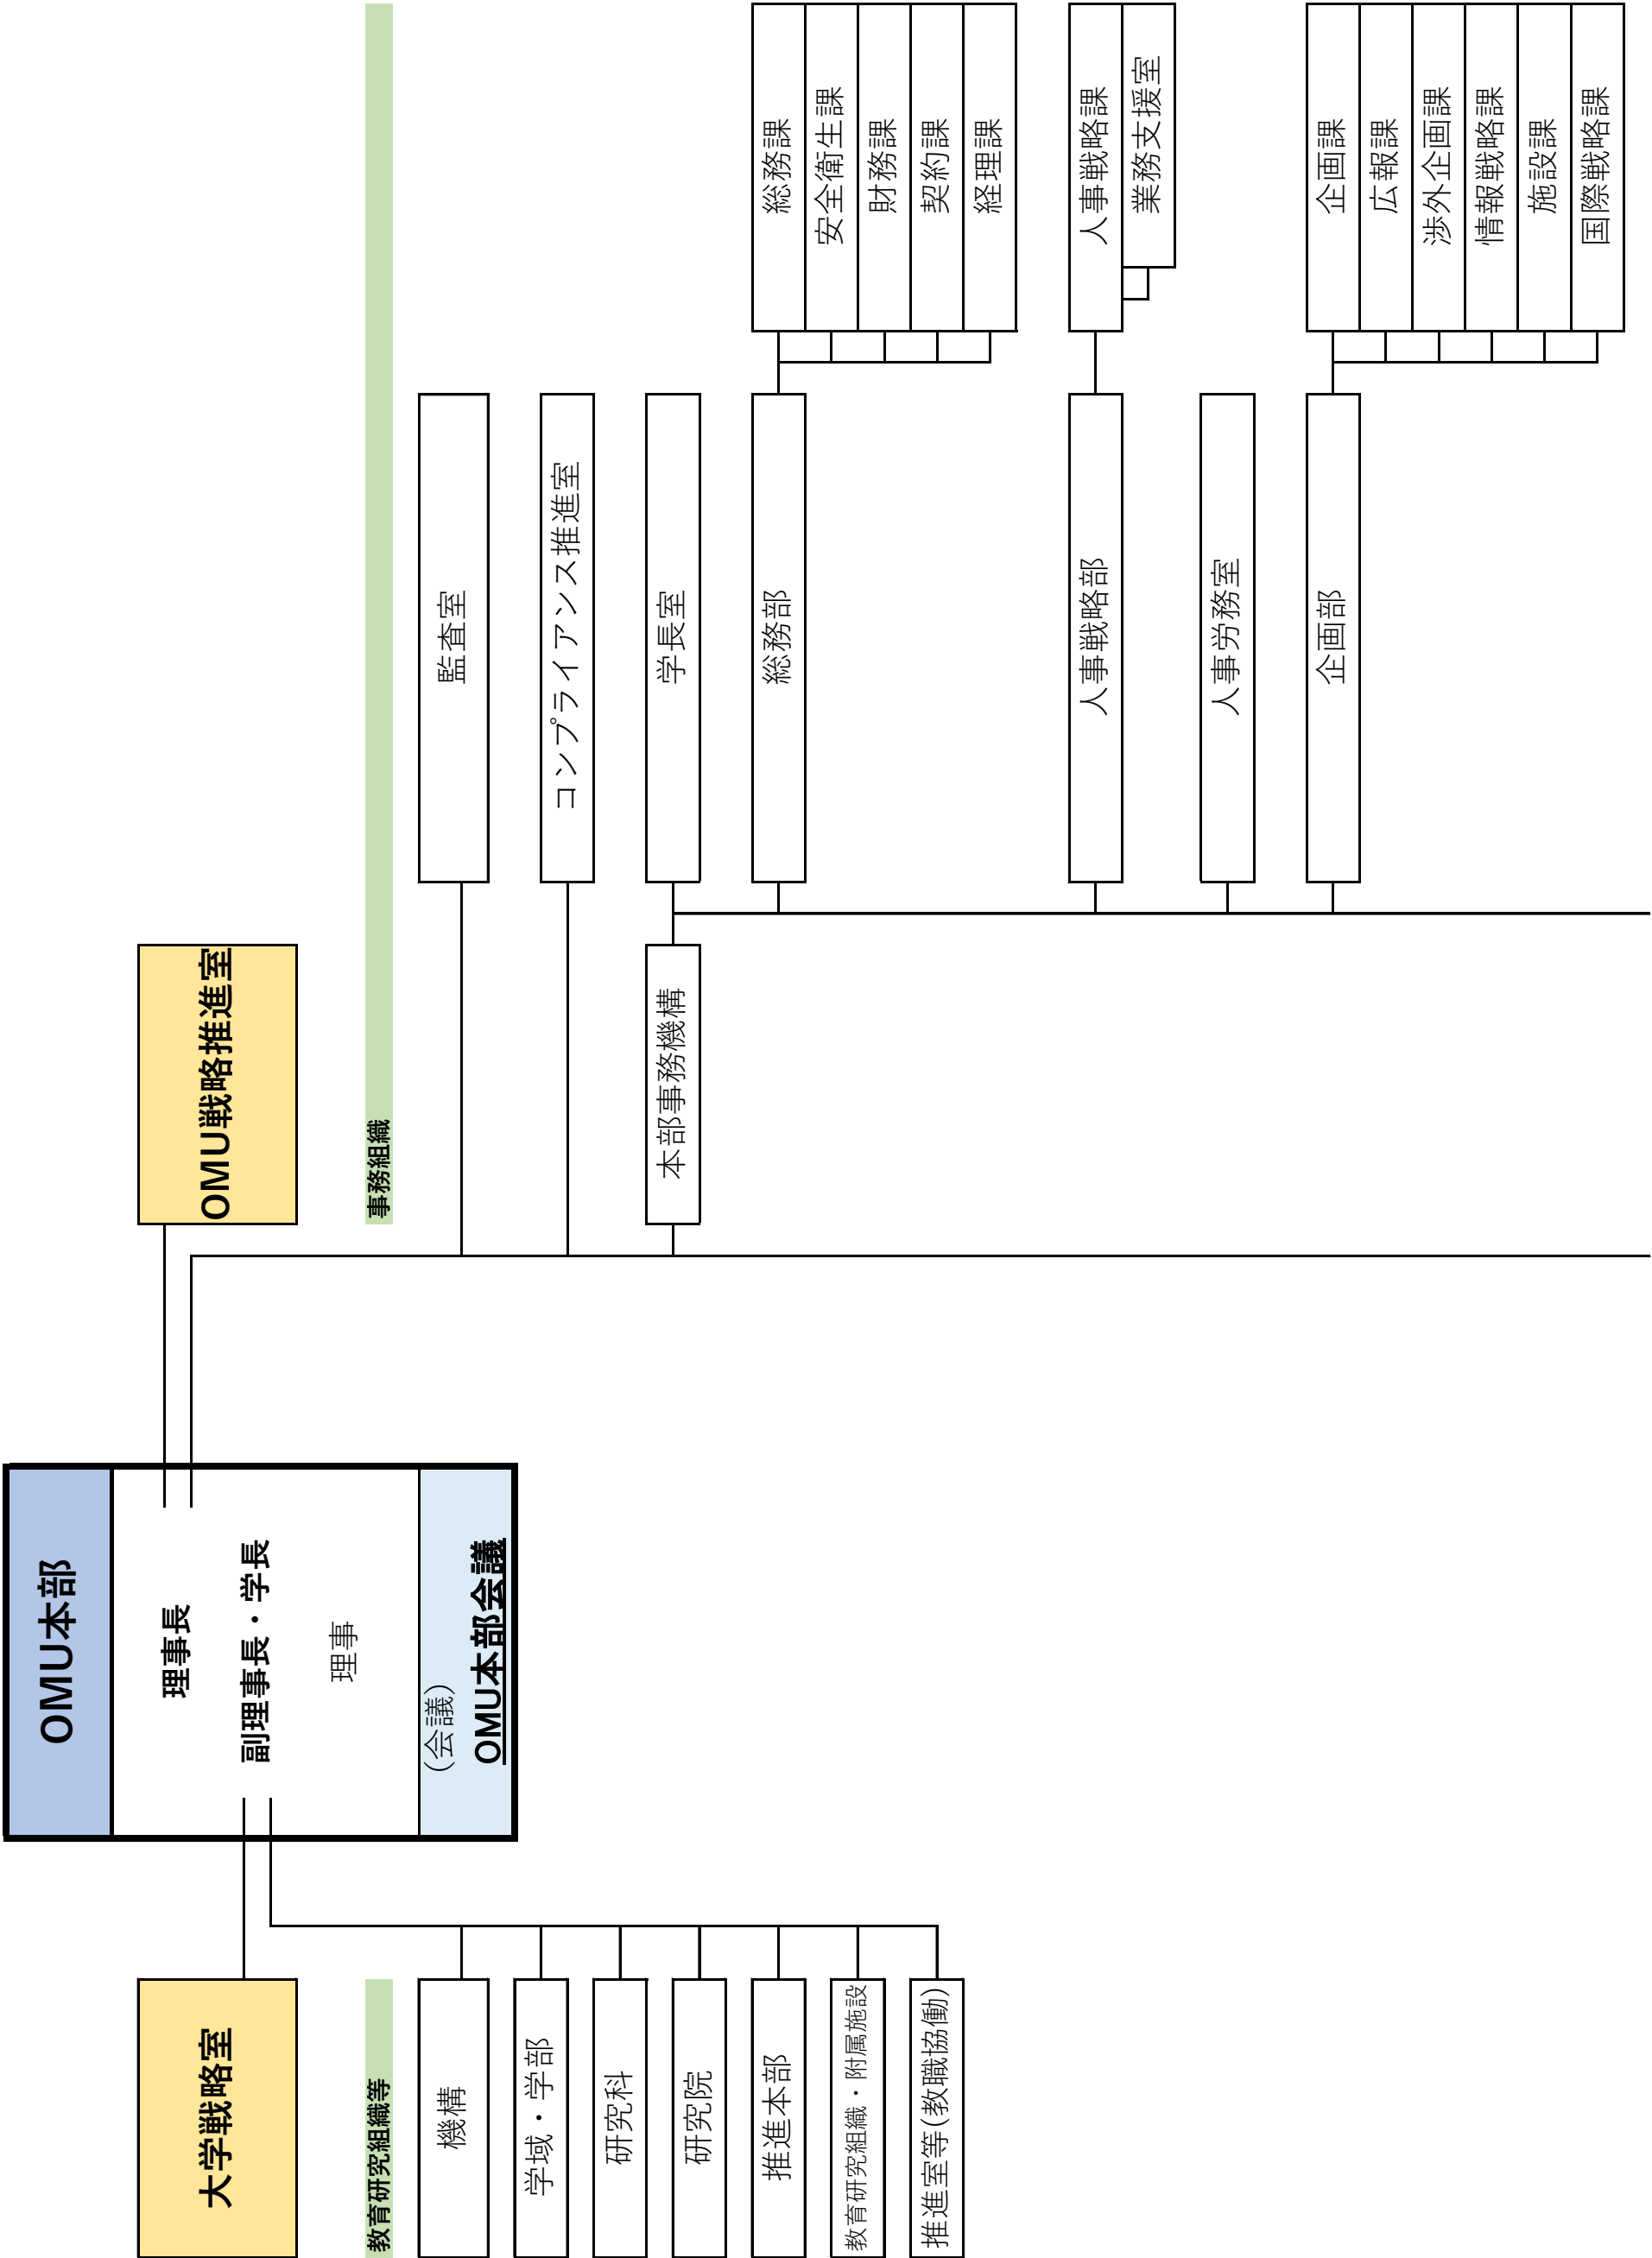 OMU本部
理事長
副理事長・学長
理事
(会議)
OMU本部会議
大学戦略室
OMU戦略推進室
教育研究組織等
事務組織
機構
学域・学部
研究科
研究院
推進本部
教育研究組織・附属施設
推進室等(教職協働)
監査室
コンプライアンス推進室
本部事務機構
学長室
総務部
総務課
安全衛生課
財務課
契約課
経理課
人事戦略部
人事戦略課
業務支援室
人事労務室
企画部
企画課
広報課
渉外企画課
情報戦略課
施設課
国際戦略課